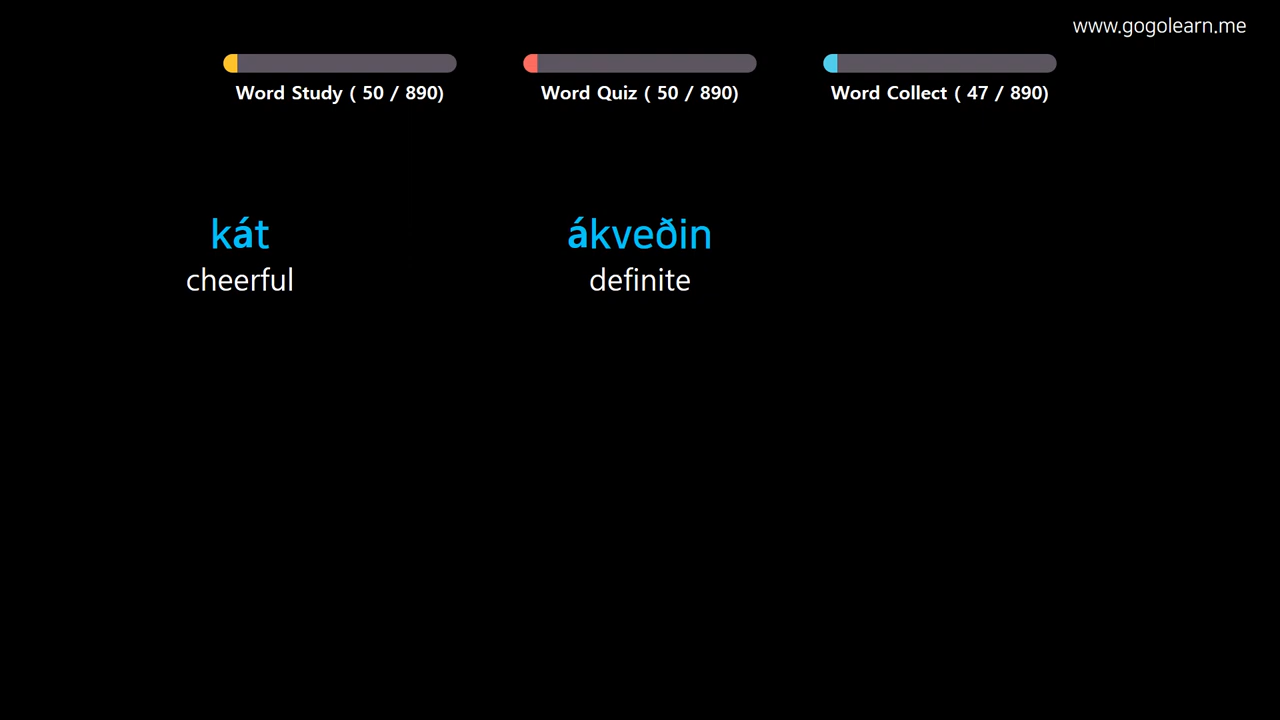 www.gogolearn.me
Word Study ( 50 / 890)
Word Quiz ( 50 / 890)
Word Collect ( 47 / 890)
kát
cheerful
ákveðin
definite